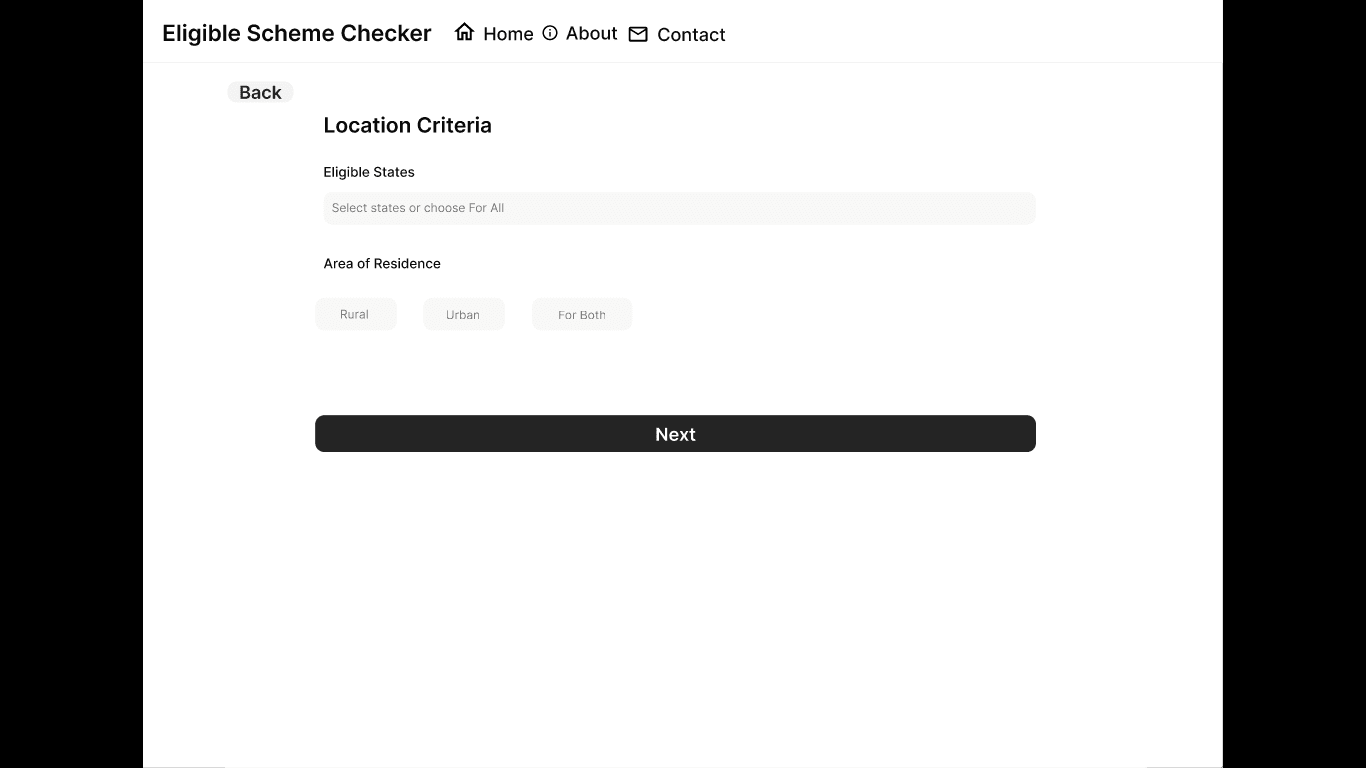 Eligible Scheme Checker Home About Contact
Back
Location Criteria
Eligible States
Select states or choose For All
Area of Residence
Rural Urban For Both
Next